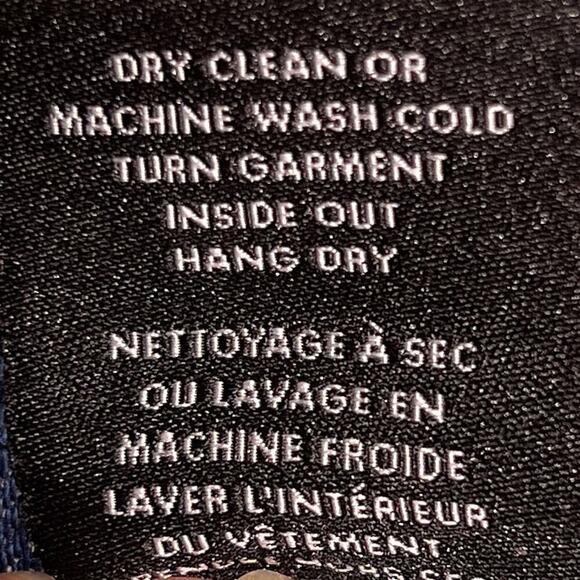 DRY CLEAN OR
MACHINE WASH COLD
TURN GARMENT
INSIDE OUT
HANG DRY
NETTOYAGE À SEC
OU LAVAGE EN
MACHINE FROIDE
LAVER L'INTÉRIEUR
DU VÊTEMENT